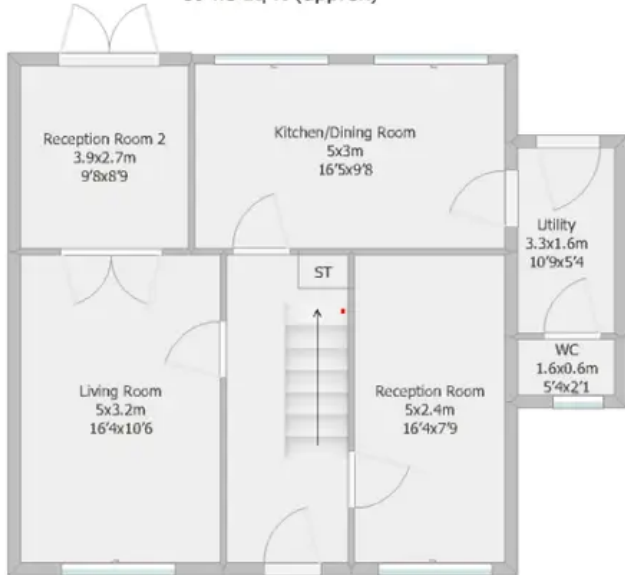 Reception Room 2
3.9x2.7m
9'8x8'9
Kitchen/Dining Room
5x3m
16'5x9'8
Utility
3.3x1.6m
10'9x5'4
ST
WC
1.6x0.6m
5'4x2'1
Living Room
5x3.2m
16'4x10'6
Reception Room
5x2.4m
16'4x7'9